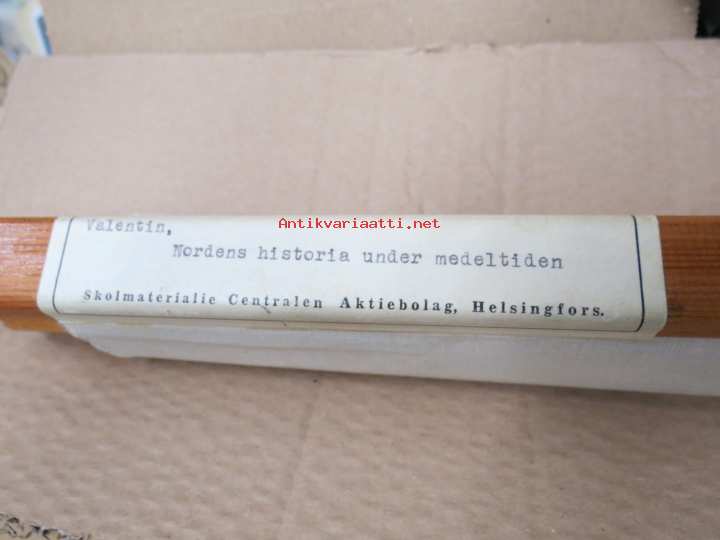 Antikvariaatti.net
Valentin,
Nordens historia under medeltiden
Skolmaterialie Centralen Aktiebolag, Helsingfors.